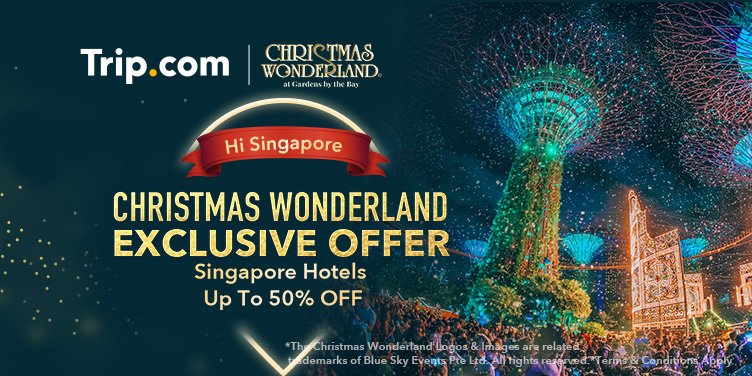 Trip.com
CHRISTMAS
WONDERLAND®
at Gardens by the Bay
Hi Singapore
CHRISTMAS WONDERLAND
EXCLUSIVE OFFER
Singapore Hotels
Up To 50% OFF
*The Christmas Wonderland Logos & Images are related
trademarks of Blue Sky Events Pte Ltd. All rights reserved.*Terms & Conditions Apply